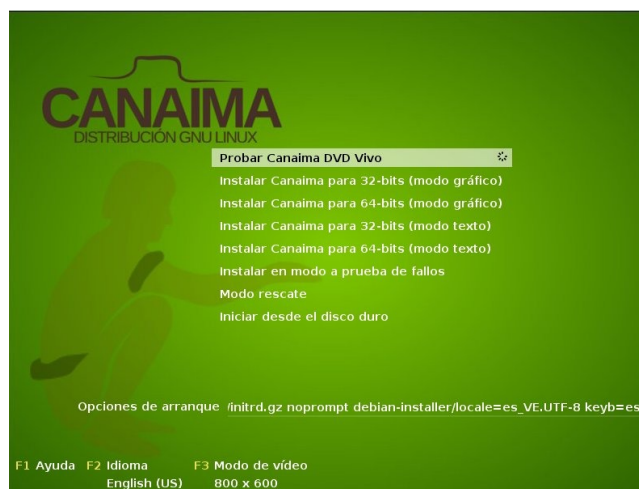 CANAIMA
DISTRIBUCIÓN GNU LINUX
Probar Canaima DVD Vivo
Instalar Canaima para 32-bits (modo gráfico)
Instalar Canaima para 64-bits (modo gráfico)
Instalar Canaima para 32-bits (modo texto)
Instalar Canaima para 64-bits (modo texto)
Instalar en modo a prueba de fallos
Modo rescate
Iniciar desde el disco duro
Opciones de arranque /initrd.gz noprompt debian-installer/locale=es_VE.UTF-8 keyb=es
F1 Ayuda F2 Idioma F3 Modo de vídeo
English (US) 800 x 600